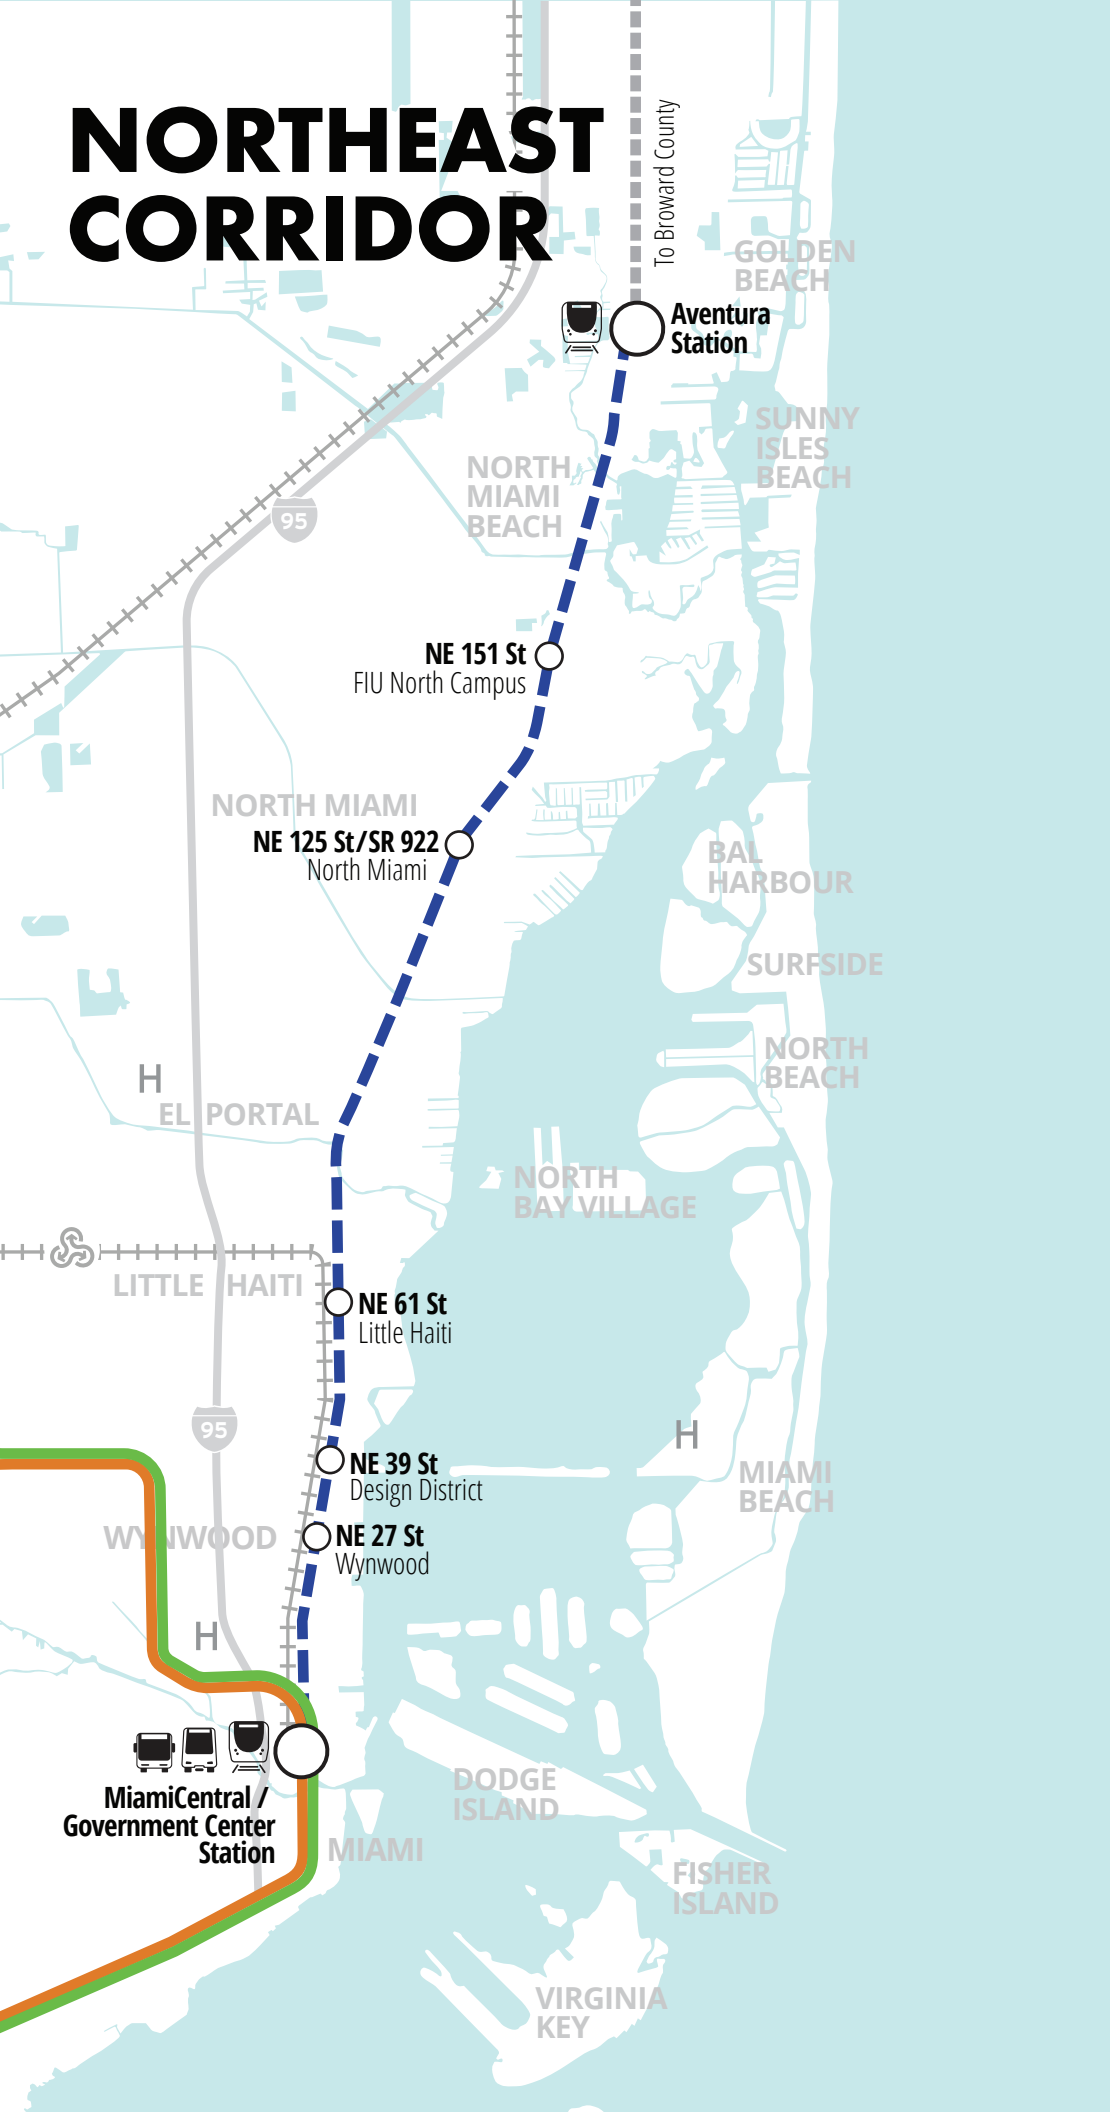 NORTHEAST
CORRIDOR
To Broward County
GOLDEN
BEACH
Aventura
Station
SUNNY
ISLES
BEACH
NORTH
MIAMI
BEACH
95
NE 151 St
FIU North Campus
NORTH MIAMI
NE 125 St/SR 922
North Miami
BAL
HARBOUR
SURFSIDE
NORTH
BEACH
H
EL PORTAL
NORTH
BAY VILLAGE
LITTLE HAITI
NE 61 St
Little Haiti
95
H
NE 39 St
Design District
MIAMI
BEACH
WYNWOOD
NE 27 St
Wynwood
H
MiamiCentral /
Government Center
Station
DODGE
ISLAND
MIAMI
FISHER
ISLAND
VIRGINIA
KEY